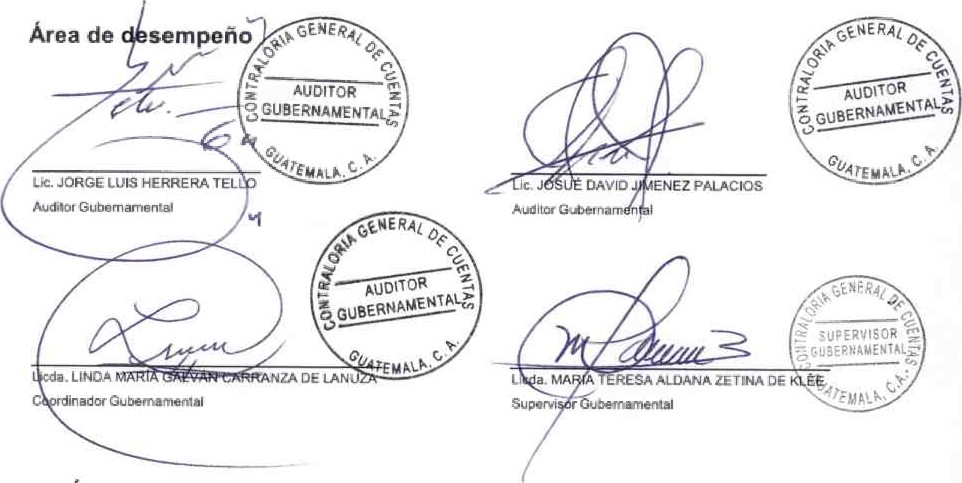 Área de desempeño
CONTRALORIA GENERAL DE CUENTAS
AUDITOR
GUBERNAMENTAL
GUATEMALA, C. A.
Lic. JORGE LUIS HERRERA TELLO
Auditor Gubernamental
CONTRALORIA GENERAL DE CUENTAS
AUDITOR
GUBERNAMENTAL
GUATEMALA, C. A.
Lic. JOSUÉ DAVID JIMENEZ PALACIOS
Auditor Gubernamental
CONTRALORIA GENERAL DE CUENTAS
AUDITOR
GUBERNAMENTAL
GUATEMALA, C. A.
Licda. LINDA MARIA GALVÁN CARRANZA DE LANUZA
Coordinador Gubernamental
CONTRALORIA GENERAL DE CUENTAS
SUPERVISOR
GUBERNAMENTAL
GUATEMALA, C.A.
Licda. MARÍA TERESA ALDANA ZETINA DE KLÉE
Supervisor Gubernamental